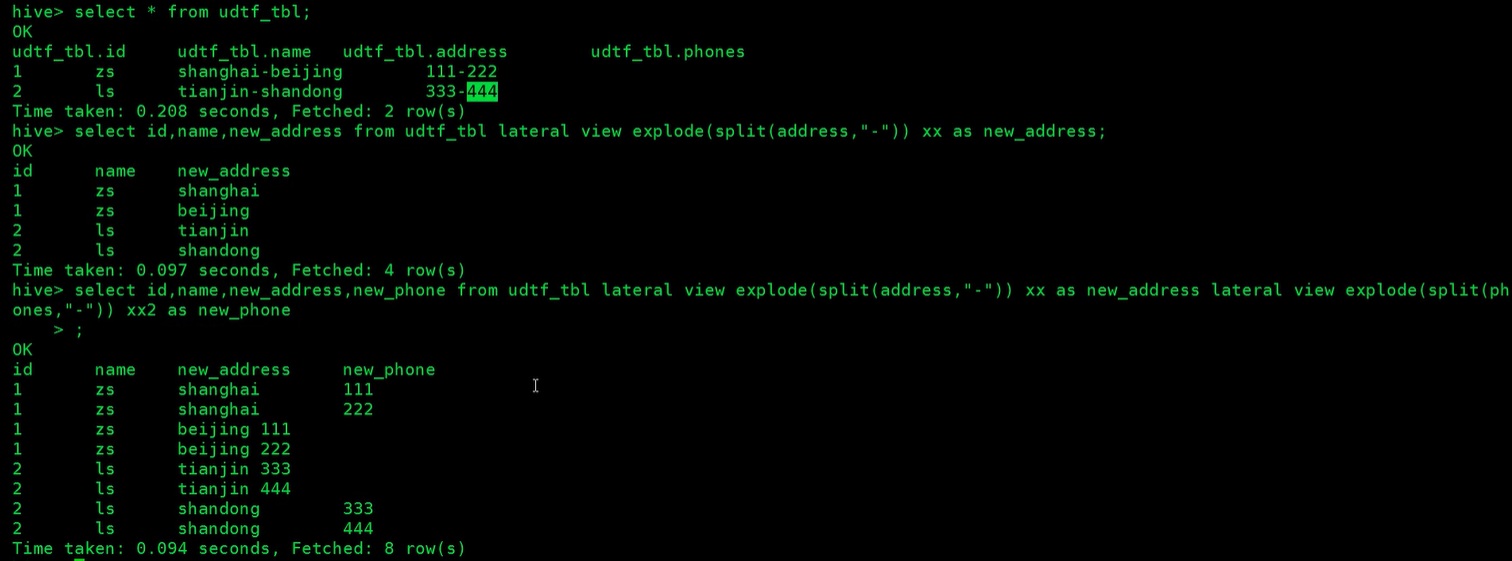 hive> select * from udtf_tbl;
OK
udtf_tbl.id udtf_tbl.name udtf_tbl.address udtf_tbl.phones
1 zs shanghai-beijing 111-222
2 ls tianjin-shandong 333-444
Time taken: 0.208 seconds, Fetched: 2 row(s)
hive> select id,name,new_address from udtf_tbl lateral view explode(split(address,"-")) xx as new_address;
OK
id name new_address
1 zs shanghai
1 zs beijing
2 ls tianjin
2 ls shandong
Time taken: 0.097 seconds, Fetched: 4 row(s)
hive> select id,name,new_address,new_phone from udtf_tbl lateral view explode(split(address,"-")) xx as new_address lateral view explode(split(ph
ones,"-")) xx2 as new_phone
> ;
OK
id name new_address new_phone
1 zs shanghai 111
1 zs shanghai 222
1 zs beijing 111
1 zs beijing 222
2 ls tianjin 333
2 ls tianjin 444
2 ls shandong 333
2 ls shandong 444
Time taken: 0.094 seconds, Fetched: 8 row(s)